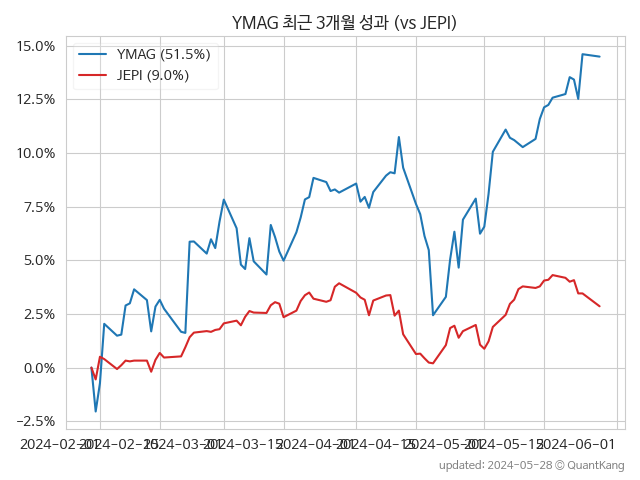 YMAG 최근 3개월 성과 (vs JEPI)
YMAG (51.5%)
JEPI (9.0%)
15.0%
12.5%
10.0%
7.5%
5.0%
2.5%
0.0%
−2.5%
2024−02−01 2024−02−15 2024−03−01 2024−03−15 2024−04−01 2024−04−15 2024−05−01 2024−05−15 2024−06−01
updated: 2024-05-28 © QuantKang